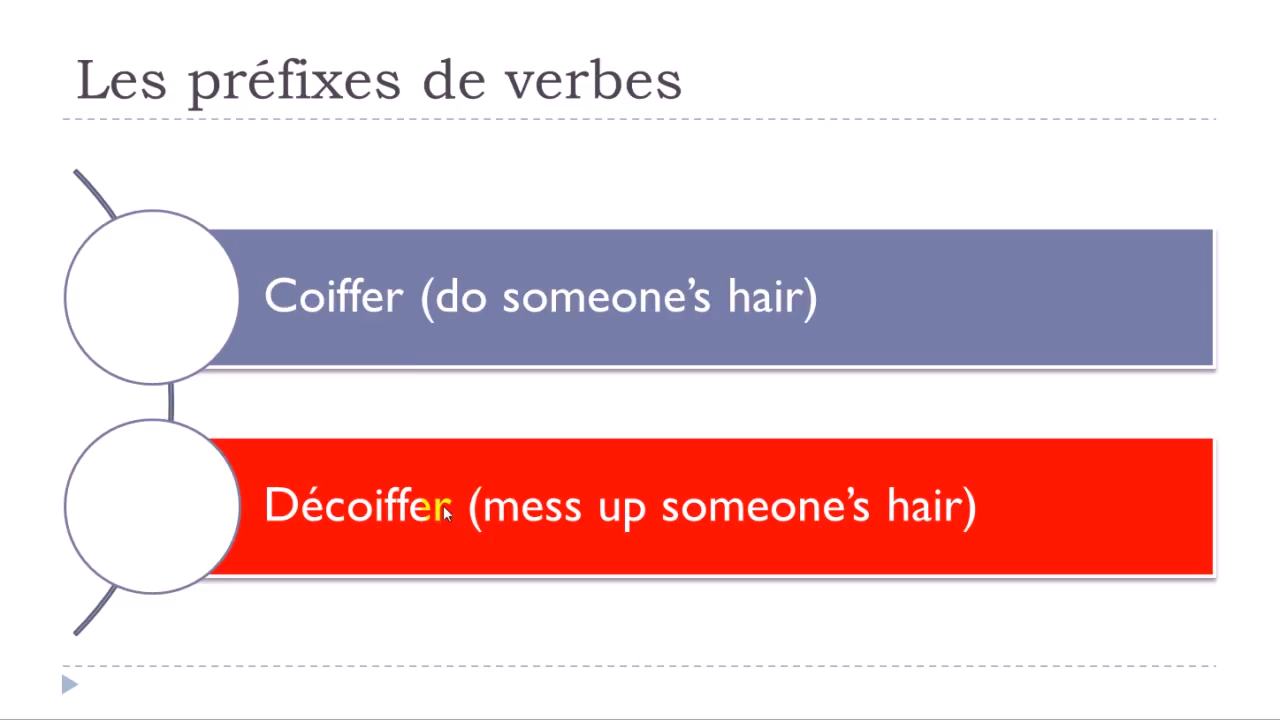 Les préfixes de verbes
Coiffer (do someone’s hair)
Décoiffer (mess up someone’s hair)